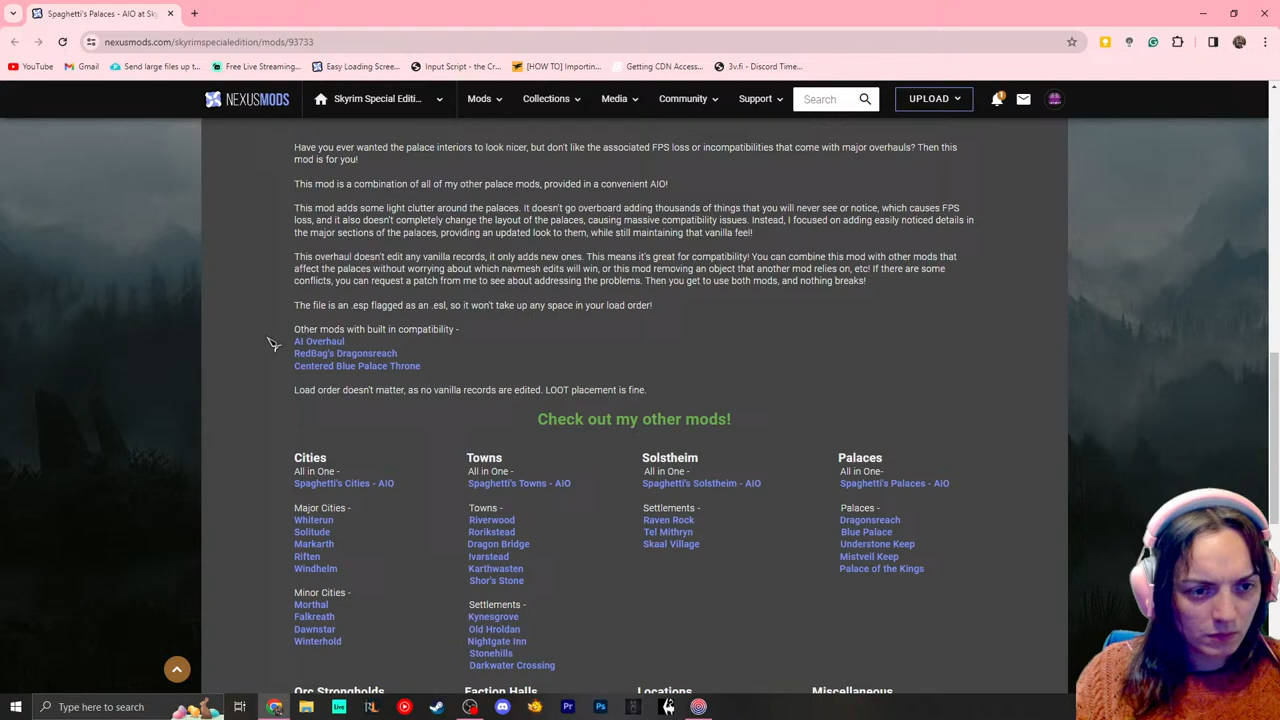 Spaghetti's Palaces - AIO at Sky
nexusmods.com/skyrimspecialedition/mods/93733
YouTube
Gmail
Send large files up t...
Free Live Streaming...
Easy Loading Scree...
Input Script - the Cr...
[HOW TO] Importin...
Getting CDN Access...
3v.fi - Discord Time...
NEXUSMODS
Skyrim Special Editi...
Mods
Collections
Media
Community
Support
Search
UPLOAD
1
Have you ever wanted the palace interiors to look nicer, but don't like the associated FPS loss or incompatibilities that come with major overhauls? Then this
mod is for you!
This mod is a combination of all of my other palace mods, provided in a convenient AIO!
This mod adds some light clutter around the palaces. It doesn't go overboard adding thousands of things that you will never see or notice, which causes FPS
loss, and it also doesn't completely change the layout of the palaces, causing massive compatibility issues. Instead, I focused on adding easily noticed details in
the major sections of the palaces, providing an updated look to them, while still maintaining that vanilla feel!
This overhaul doesn't edit any vanilla records, it only adds new ones. This means it's great for compatibility! You can combine this mod with other mods that
affect the palaces without worrying about which navmesh edits will win, or this mod removing an object that another mod relies on, etc! If there are some
conflicts, you can request a patch from me to see about addressing the problems. Then you get to use both mods, and nothing breaks!
The file is an .esp flagged as an .esl, so it won't take up any space in your load order!
Other mods with built in compatibility -
AI Overhaul
RedBag's Dragonsreach
Centered Blue Palace Throne
Load order doesn't matter, as no vanilla records are edited. LOOT placement is fine.
Check out my other mods!
Cities
All in One -
Spaghetti's Cities - AIO
Major Cities -
Whiterun
Solitude
Markarth
Riften
Windhelm
Minor Cities -
Morthal
Falkreath
Dawnstar
Winterhold
Towns
All in One -
Spaghetti's Towns - AIO
Towns -
Riverwood
Rorikstead
Dragon Bridge
Ivarstead
Karthwasten
Shor's Stone
Settlements -
Kynesgrove
Old Hroldan
Nightgate Inn
Stonehills
Darkwater Crossing
Solstheim
All in One -
Spaghetti's Solstheim - AIO
Settlements -
Raven Rock
Tel Mithryn
Skaal Village
Palaces
All in One-
Spaghetti's Palaces - AIO
Palaces -
Dragonsreach
Blue Palace
Understone Keep
Mistveil Keep
Palace of the Kings
Orc Strongholds
Faction Halls
Locations
Miscellaneous
Type here to search
LIVE
Pr
Ps